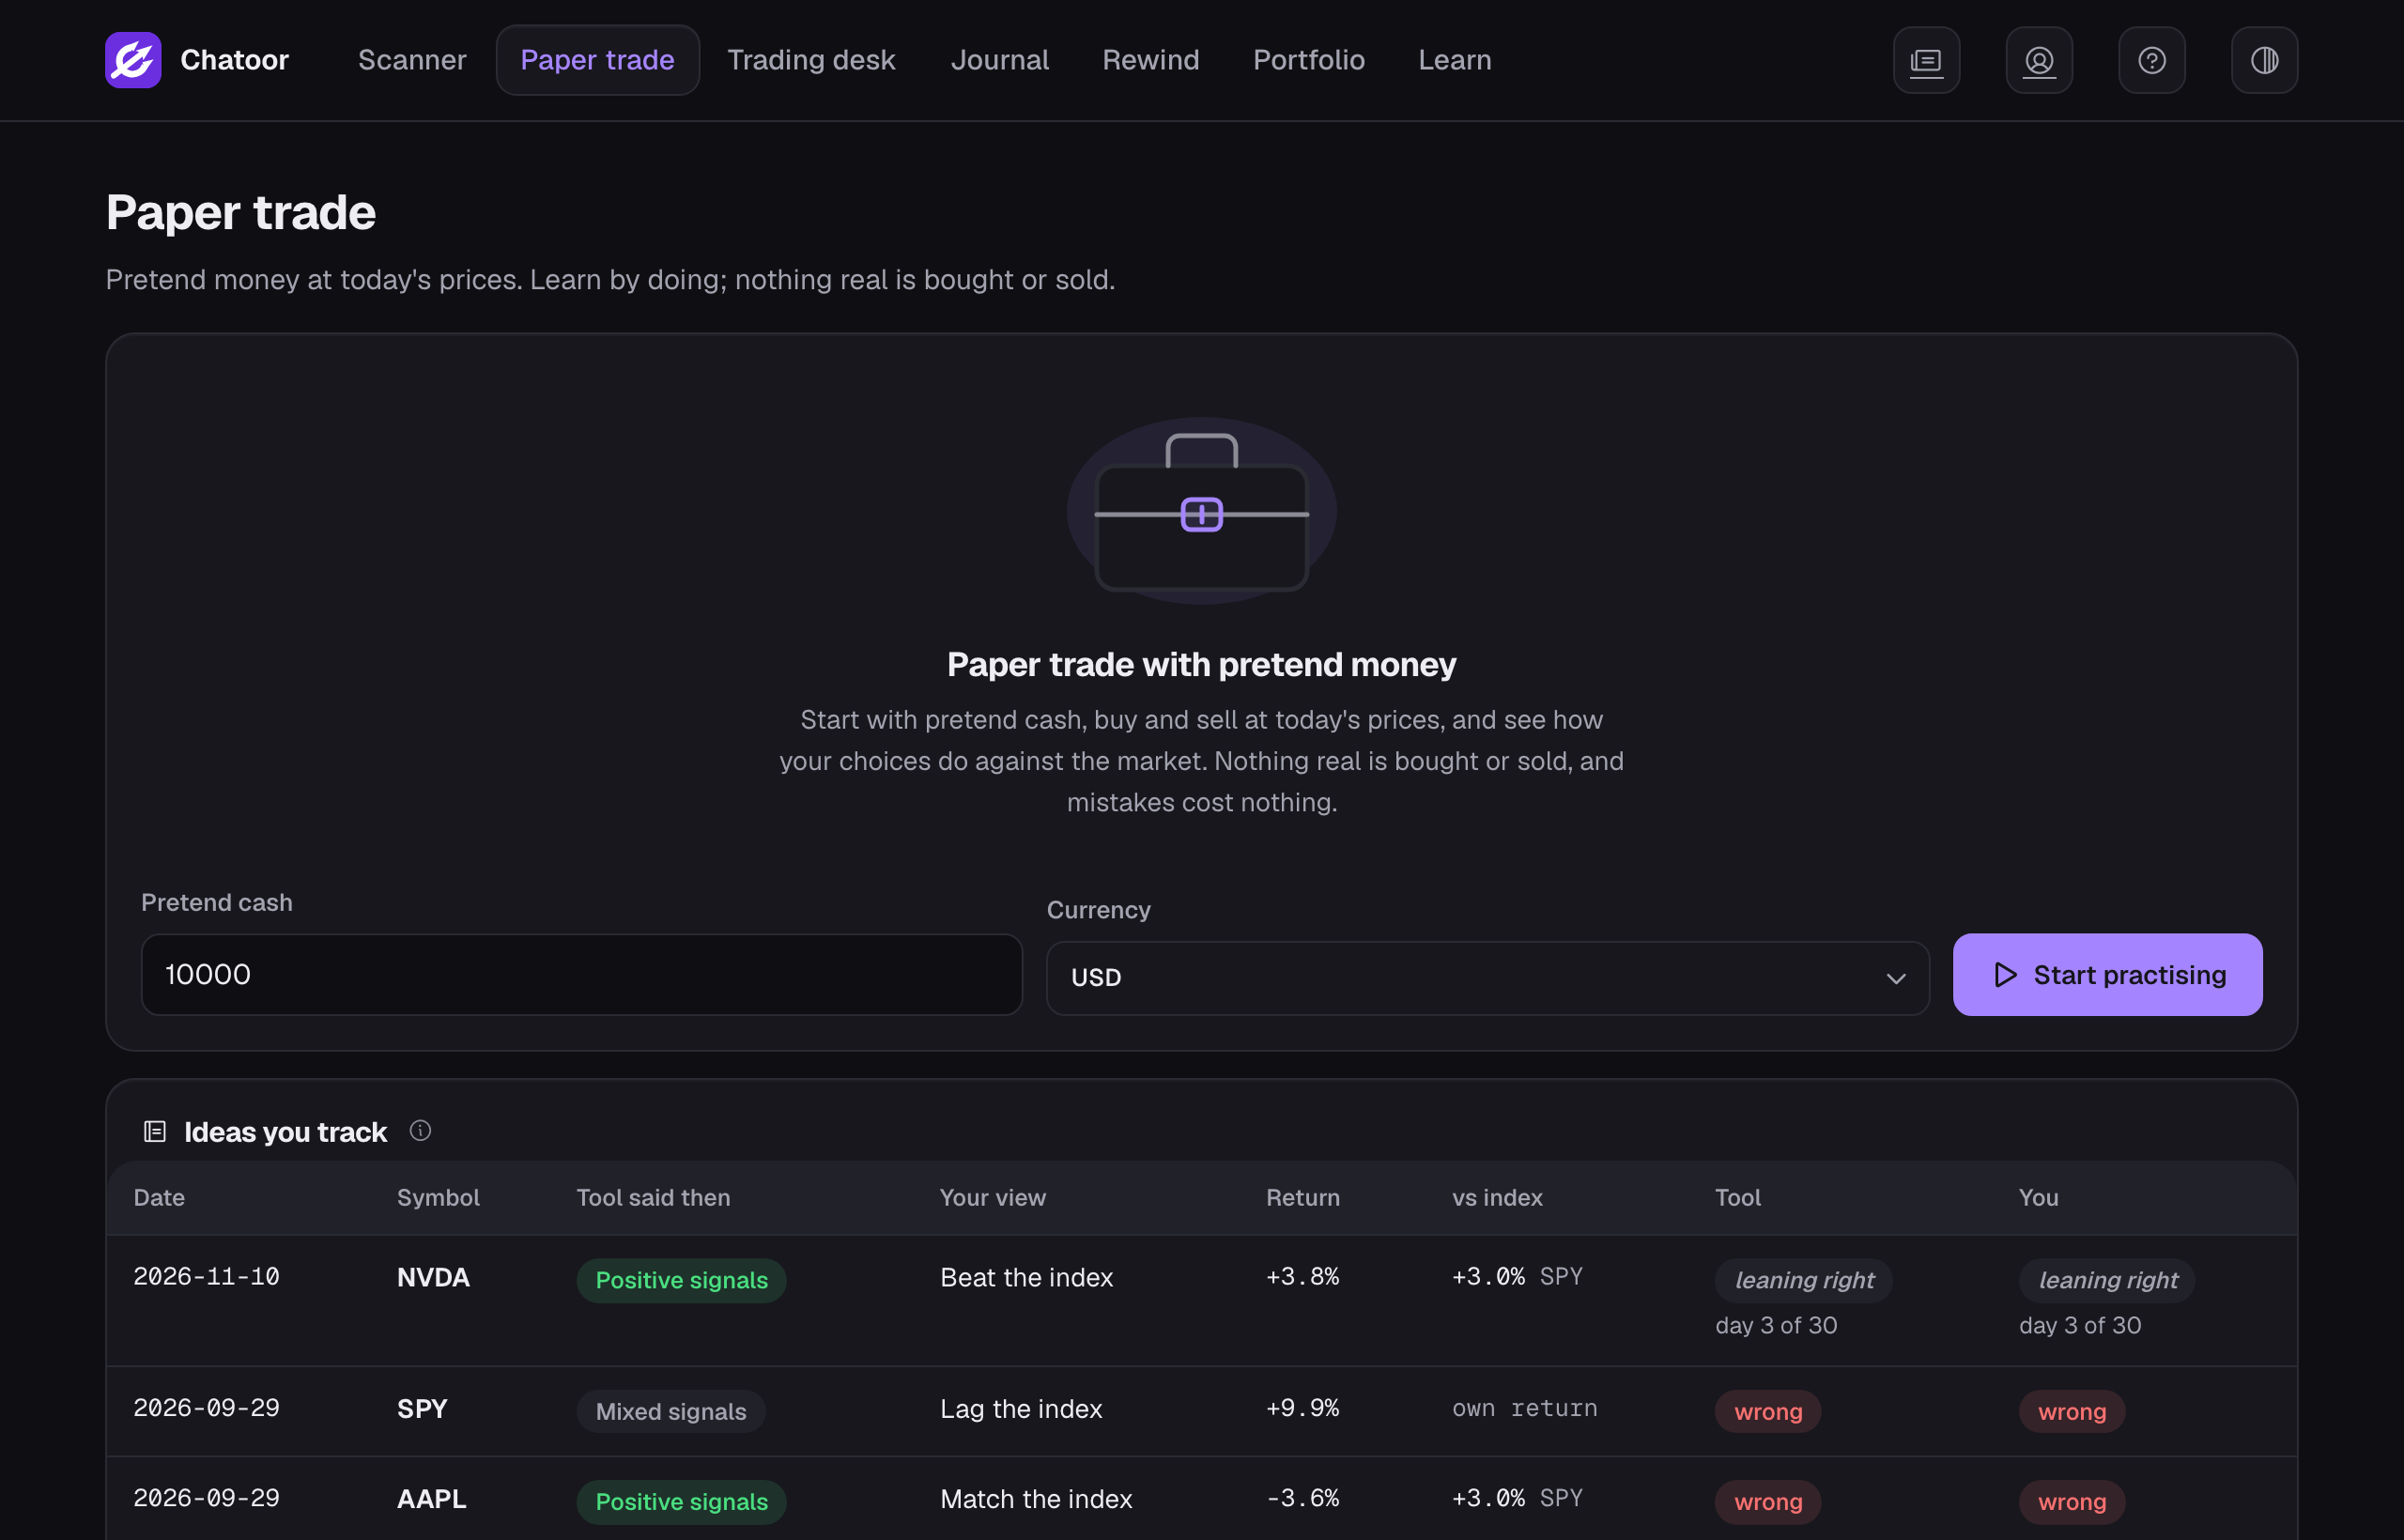 Chatoor
Scanner
Paper trade
Trading desk
Journal
Rewind
Portfolio
Learn
Paper trade
Pretend money at today's prices. Learn by doing; nothing real is bought or sold.
Paper trade with pretend money
Start with pretend cash, buy and sell at today's prices, and see how
your choices do against the market. Nothing real is bought or sold, and
mistakes cost nothing.
Pretend cash
Currency
10000
USD
Start practising
Ideas you track
Date Symbol Tool said then Your view Return vs index Tool You
2026-11-10 NVDA Positive signals Beat the index +3.8% +3.0% SPY leaning right leaning right
day 3 of 30 day 3 of 30
2026-09-29 SPY Mixed signals Lag the index +9.9% own return wrong wrong
2026-09-29 AAPL Positive signals Match the index -3.6% +3.0% SPY wrong wrong